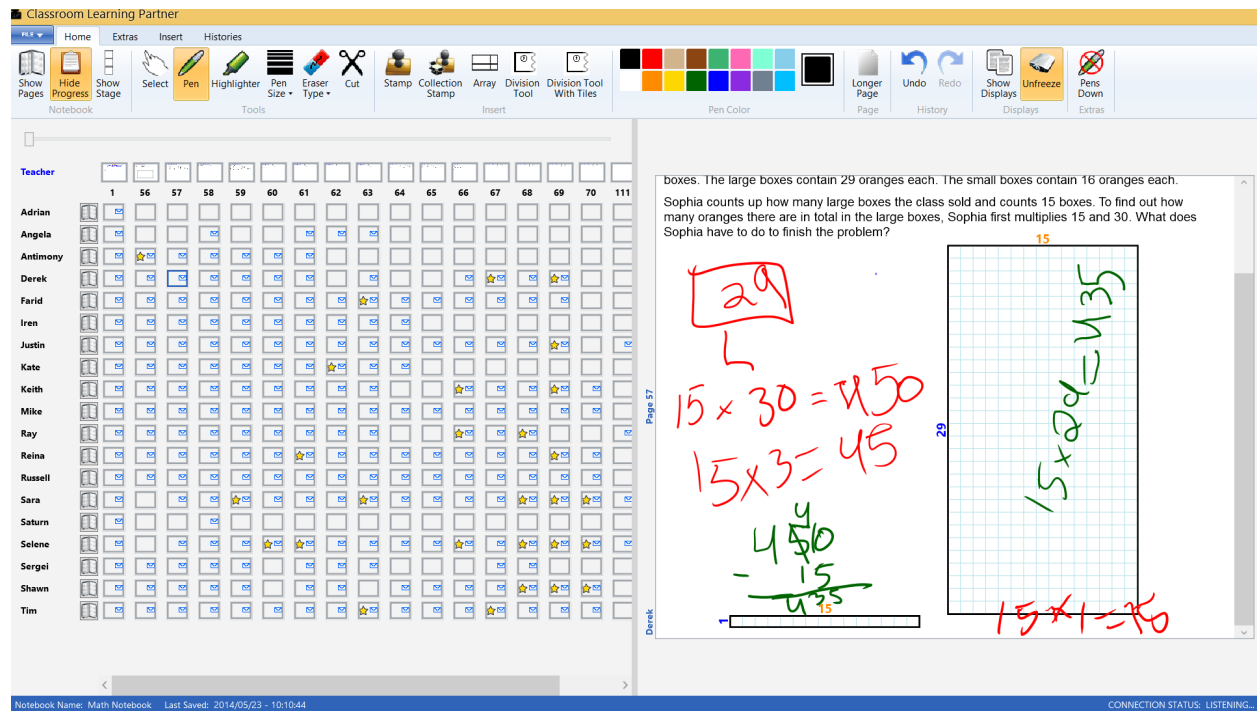 Classroom Learning Partner
FILE Home Extras Insert Histories
Show Pages Hide Progress Show Stage Select Pen Highlighter Pen Size Eraser Type Cut Stamp Collection Stamp Array Division Tool Division Tool With Tiles Longer Page Undo Redo Show Displays Unfreeze Pens Down
Notebook Tools Insert Pen Color Page History Displays Extras
Teacher
1 56 57 58 59 60 61 62 63 64 65 66 67 68 69 70 111
Adrian
Angela
Antimony
Derek
Farid
Iren
Justin
Kate
Keith
Mike
Ray
Reina
Russell
Sara
Saturn
Selene
Sergei
Shawn
Tim
boxes. The large boxes contain 29 oranges each. The small boxes contain 16 oranges each.
Sophia counts up how many large boxes the class sold and counts 15 boxes. To find out how
many oranges there are in total in the large boxes, Sophia first multiplies 15 and 30. What does
Sophia have to do to finish the problem?
15
29
15 x 30 = 450
15 x 3 = 45
4
450
- 15
435
15
1
29
15 x 29 = 435
15 x 1 = 15
Page 57
Derek
Notebook Name: Math Notebook Last Saved: 2014/05/23 - 10:10:44 CONNECTION STATUS: LISTENING...